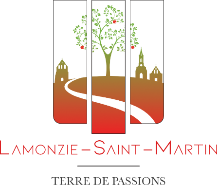 Lamonzie-Saint-Martin
TERRE DE PASSIONS